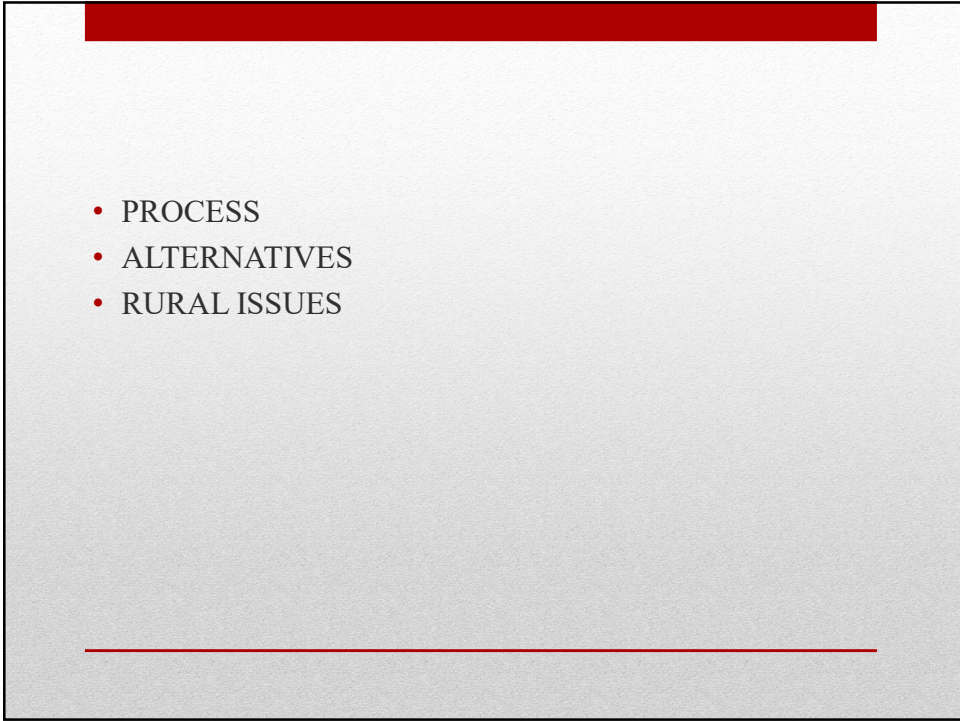 • PROCESS
• ALTERNATIVES
• RURAL ISSUES